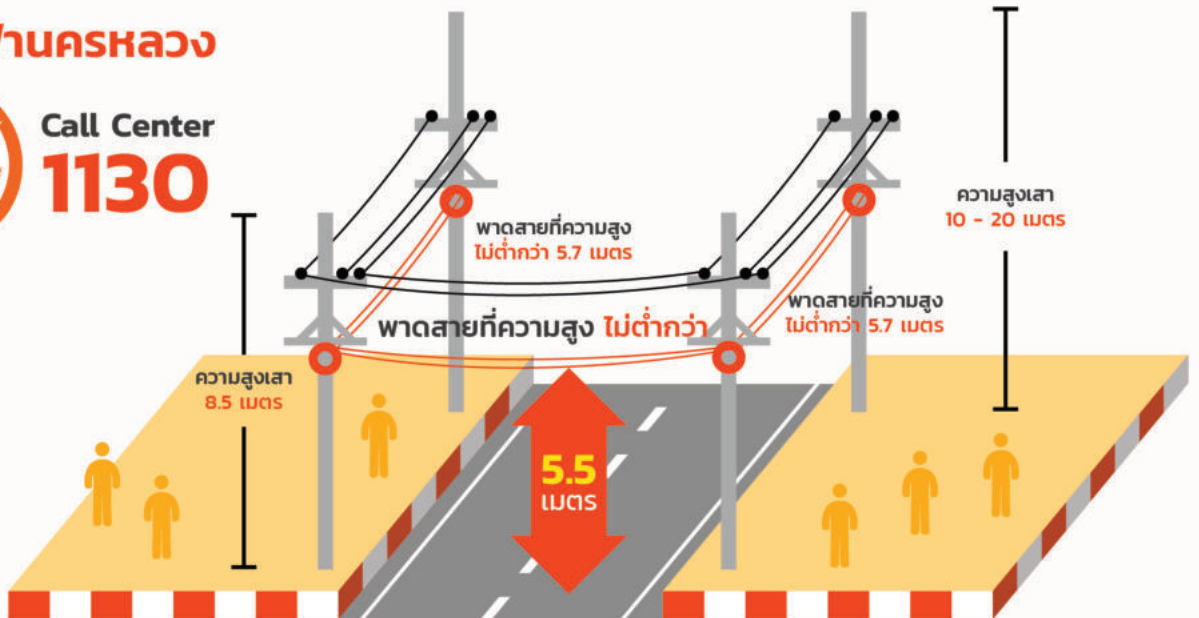 านครหลวง
Call Center
1130
ความสูงเสา
10 - 20 เมตร
พาดสายที่ความสูง
ไม่ต่ำกว่า 5.7 เมตร
พาดสายที่ความสูง
ไม่ต่ำกว่า 5.7 เมตร
พาดสายที่ความสูง ไม่ต่ำกว่า
ความสูงเสา
8.5 เมตร
5.5
เมตร